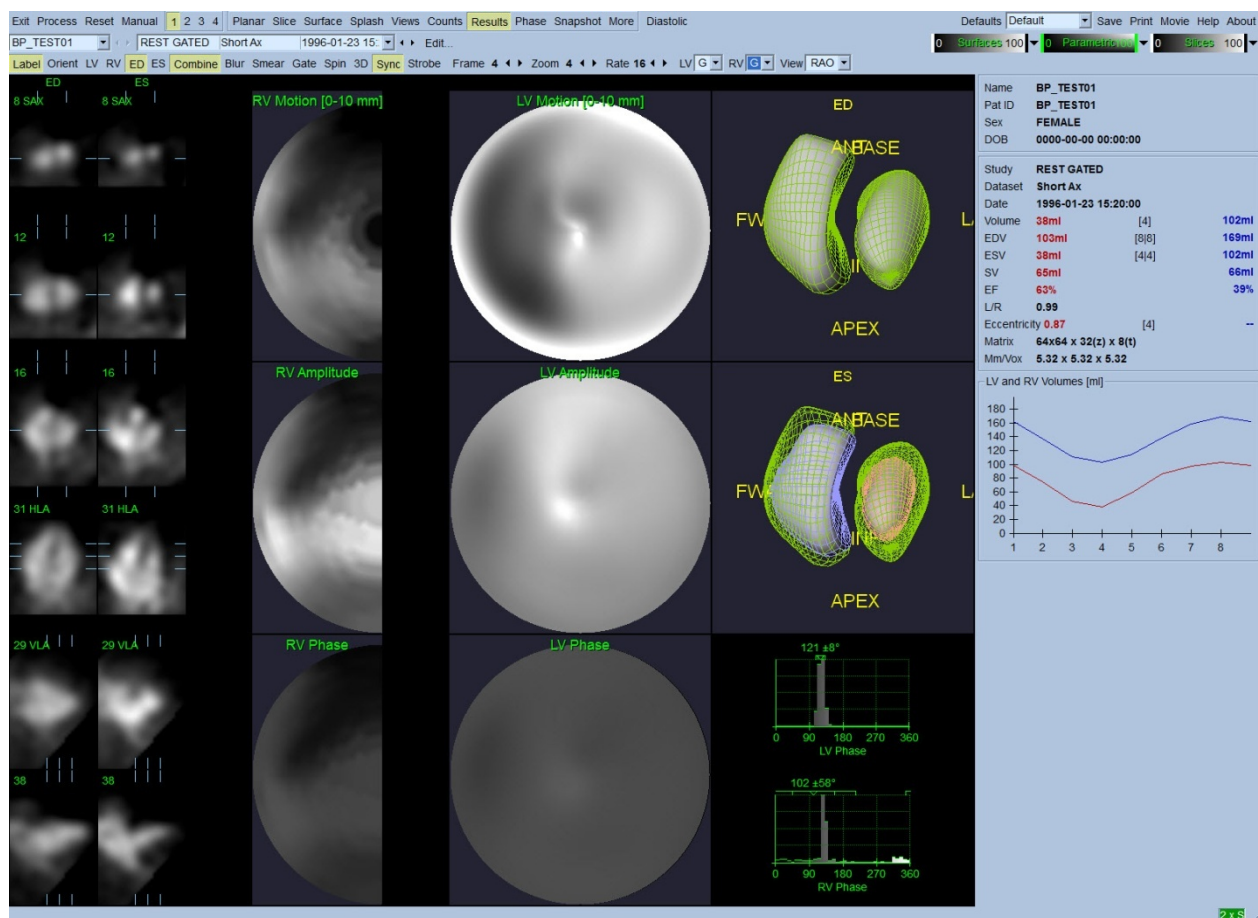 Exit Process Reset Manual 1 2 3 4 Planar Slice Surface Splash Views Counts Results Phase Snapshot More Diastolic Defaults Default Save Print Movie Help About
BP_TEST01 REST GATED Short Ax 1996-01-23 15: Edit... 0 Surfaces 100 0 Parametric 100 0 Slices 100
Label Orient LV RV ED ES Combine Blur Smear Gate Spin 3D Sync Strobe Frame 4 Zoom 4 Rate 16 LV G RV G View RAO
ED ES
8 SAX 8 SAX
12 12
16 16
31 HLA 31 HLA
29 VLA 29 VLA
38 38
RV Motion [0-10 mm] LV Motion [0-10 mm]
RV Amplitude LV Amplitude
RV Phase LV Phase
ED
ANT BASE
FW
IN
APEX
ES
ANT BASE
FW
INF
APEX
121 ±8°
0 90 180 270 360
LV Phase
102 ±58°
0 90 180 270 360
RV Phase
Name BP_TEST01
Pat ID BP_TEST01
Sex FEMALE
DOB 0000-00-00 00:00:00
Study REST GATED
Dataset Short Ax
Date 1996-01-23 15:20:00
Volume 38ml [4] 102ml
EDV 103ml [8|8] 169ml
ESV 38ml [4|4] 102ml
SV 65ml 66ml
EF 63% 39%
L/R 0.99
Eccentricity 0.87 [4] --
Matrix 64x64 x 32(z) x 8(t)
Mm/Vox 5.32 x 5.32 x 5.32
LV and RV Volumes [ml]
180
160
140
120
100
80
60
40
20
0
1 2 3 4 5 6 7 8
2 x S